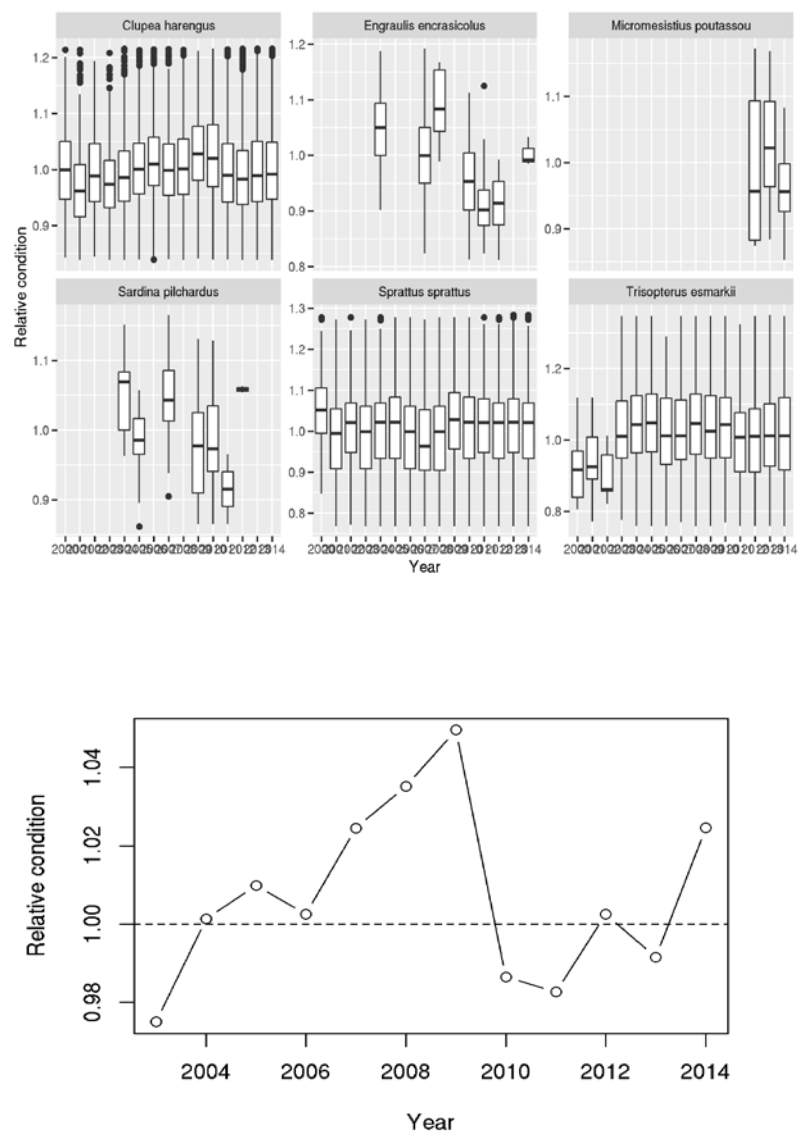 Clupea harengus
Engraulis encrasicolus
Micromesistius poutassou
1.2
1.1
1.0
0.9
1.2
1.1
1.0
0.9
0.8
1.1
1.0
0.9
Relative condition
Sardina pilchardus
Sprattus sprattus
Trisopterus esmarkii
1.1
1.0
0.9
1.3
1.2
1.1
1.0
0.9
0.8
1.2
1.0
0.8
Year
Relative condition
1.04
1.02
1.00
0.98
2004 2006 2008 2010 2012 2014
Year